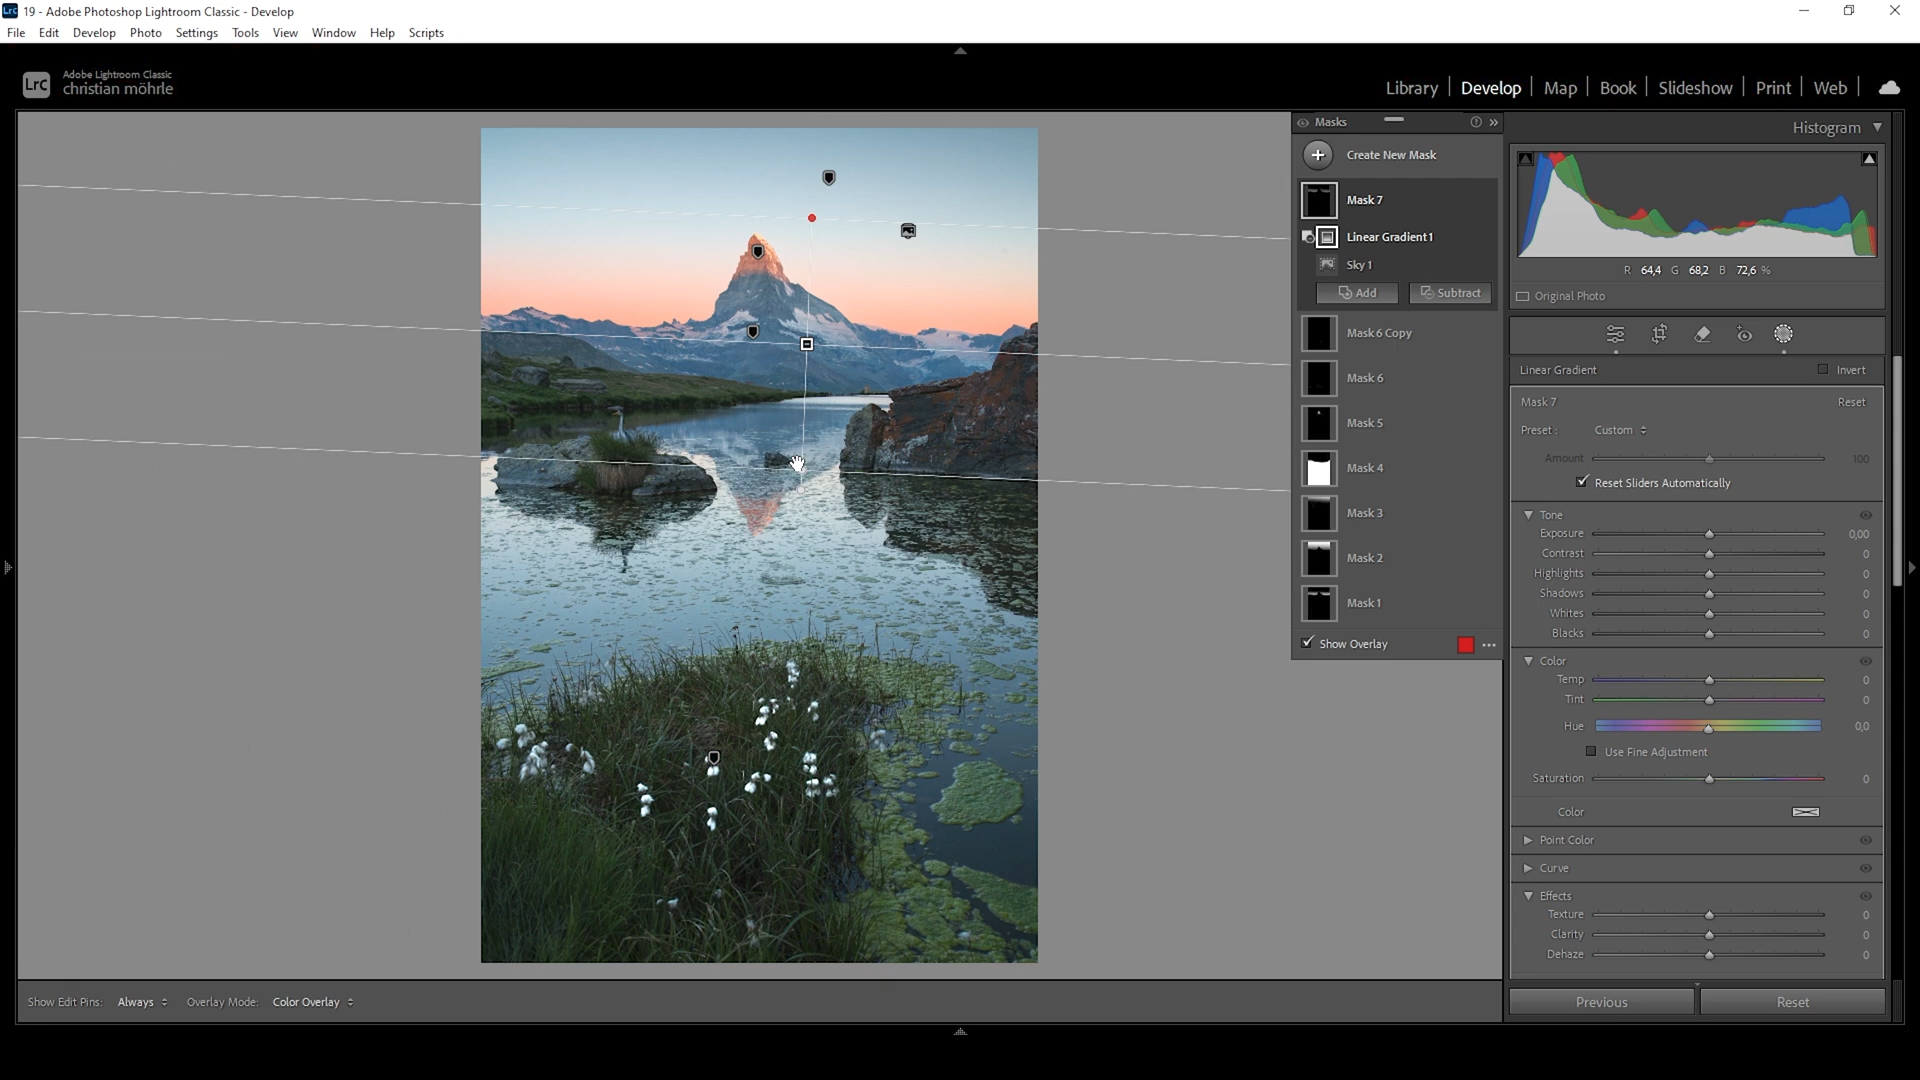 Lrc 19 - Adobe Photoshop Lightroom Classic - Develop
File Edit Develop Photo Settings Tools View Window Help Scripts
LrC
Adobe Lightroom Classic
christian möhrle
Library Develop Map Book Slideshow Print Web
Masks
Create New Mask
Mask 7
Linear Gradient 1
Sky 1
Add Subtract
Mask 6 Copy
Mask 6
Mask 5
Mask 4
Mask 3
Mask 2
Mask 1
Show Overlay
Histogram
R 64,4 G 68,2 B 72,6 %
Original Photo
Linear Gradient Invert
Mask 7 Reset
Preset : Custom
Amount 100
Reset Sliders Automatically
Tone
Exposure 0,00
Contrast 0
Highlights 0
Shadows 0
Whites 0
Blacks 0
Color
Temp 0
Tint 0
Hue 0,0
Use Fine Adjustment
Saturation 0
Color
Point Color
Curve
Effects
Texture 0
Clarity 0
Dehaze 0
Show Edit Pins: Always Overlay Mode: Color Overlay
Previous Reset